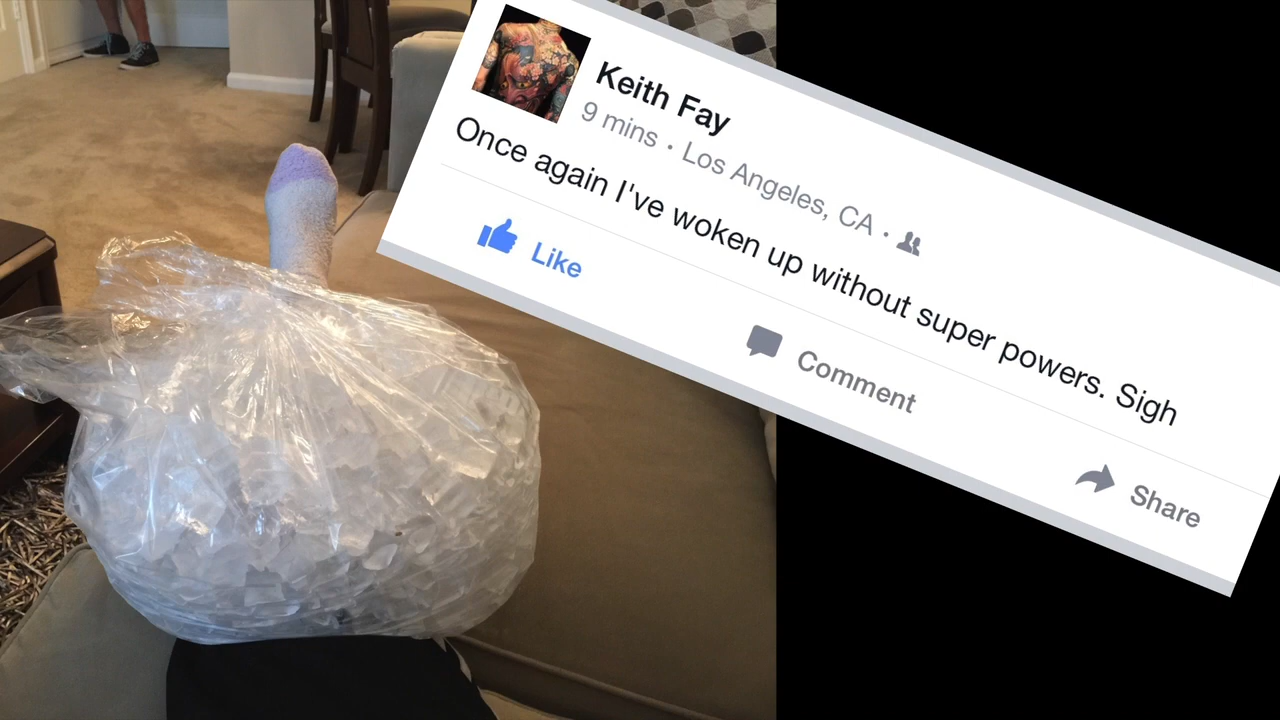 Keith Fay
9 mins • Los Angeles, CA •
Once again I've woken up without super powers. Sigh
Like
Comment
Share